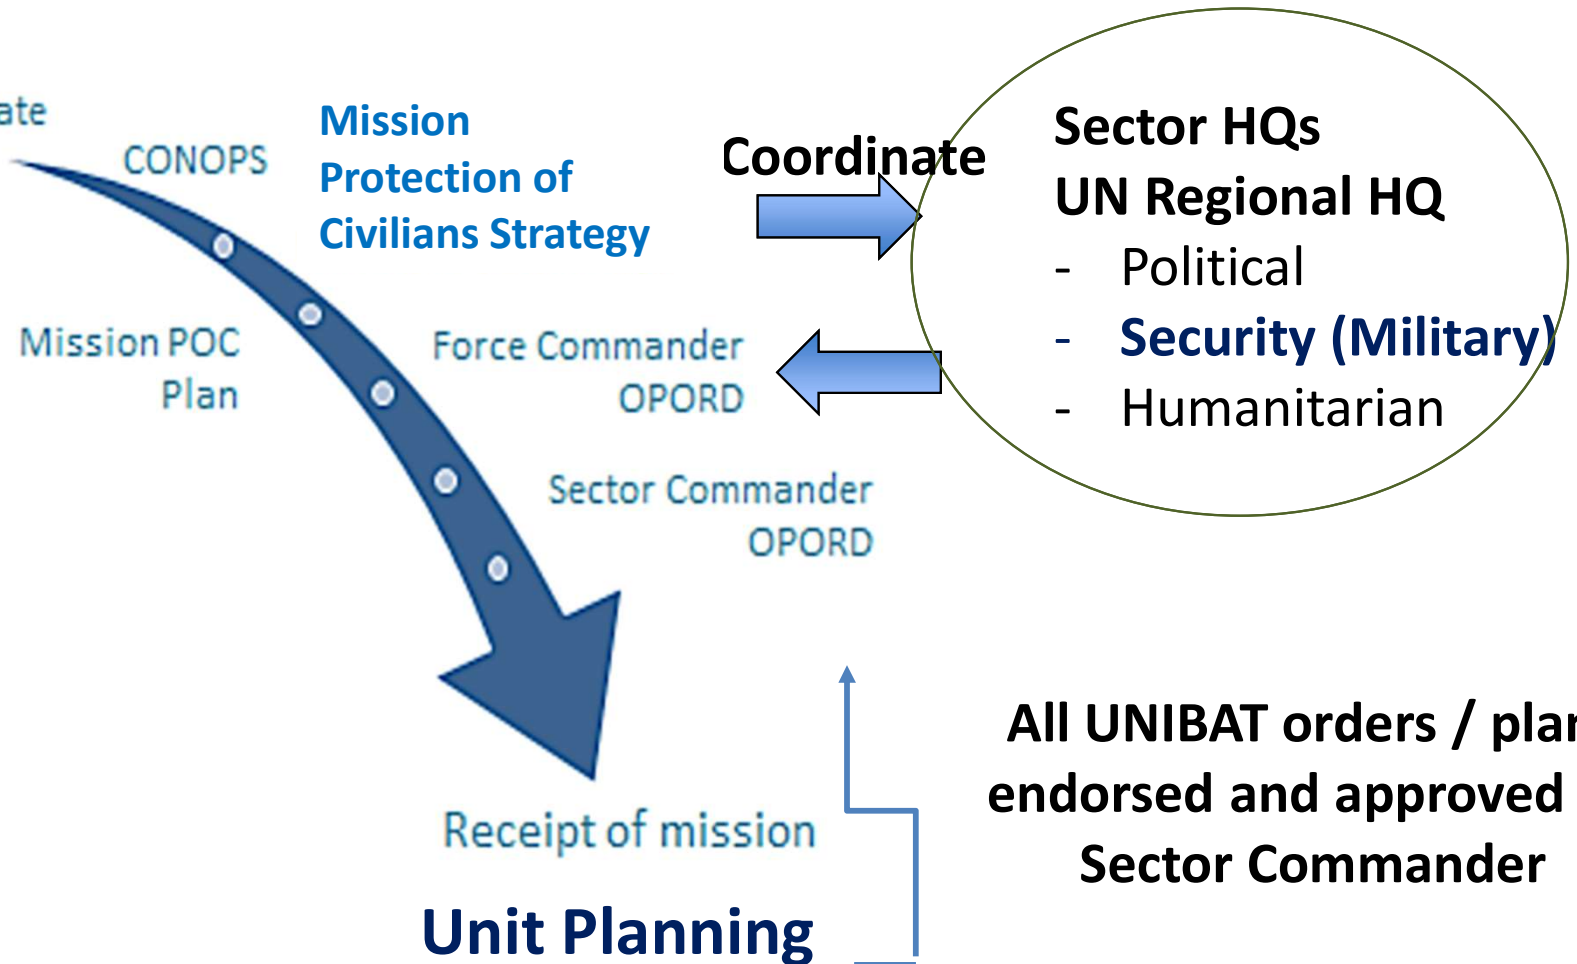 CONOPS
Mission
Protection of
Civilians Strategy
Coordinate
Sector HQs
UN Regional HQ
- Political
- Security (Military)
- Humanitarian
Mission POC
Plan
Force Commander
OPORD
Sector Commander
OPORD
All UNIBAT orders /
endorsed and approved
Sector Commander
Receipt of mission
Unit Planning